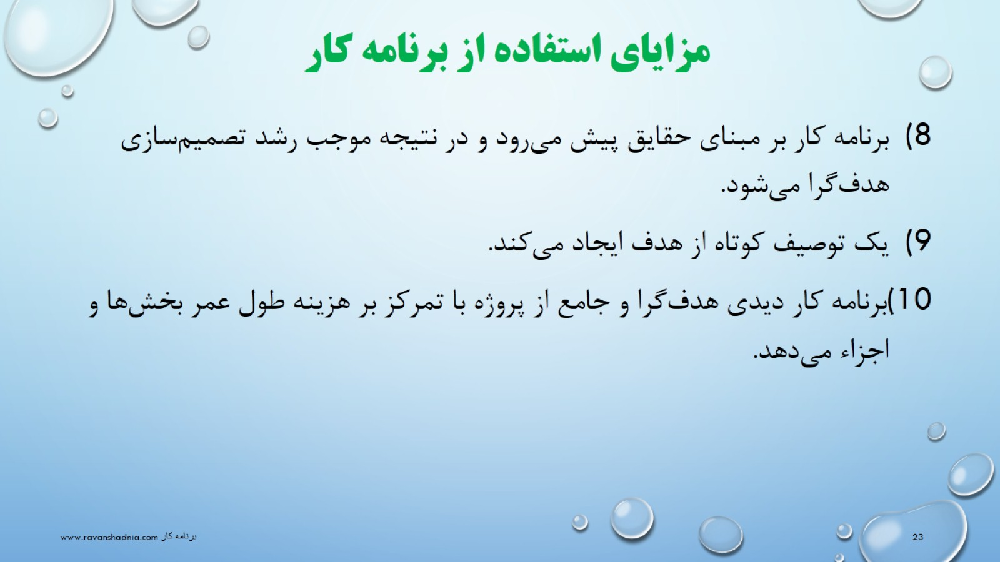 مزایای استفاده از برنامه کار
8) برنامه کار بر مبنای حقایق پیش می‌رود و در نتیجه موجب رشد تصمیم‌سازی
هدف‌گرا می‌شود.
9) یک توصیف کوتاه از هدف ایجاد می‌کند.
10)برنامه کار دیدی هدف‌گرا و جامع از پروژه با تمرکز بر هزینه طول عمر بخش‌ها و
اجزاء می‌دهد.
برنامه کار www.ravanshadnia.com
23